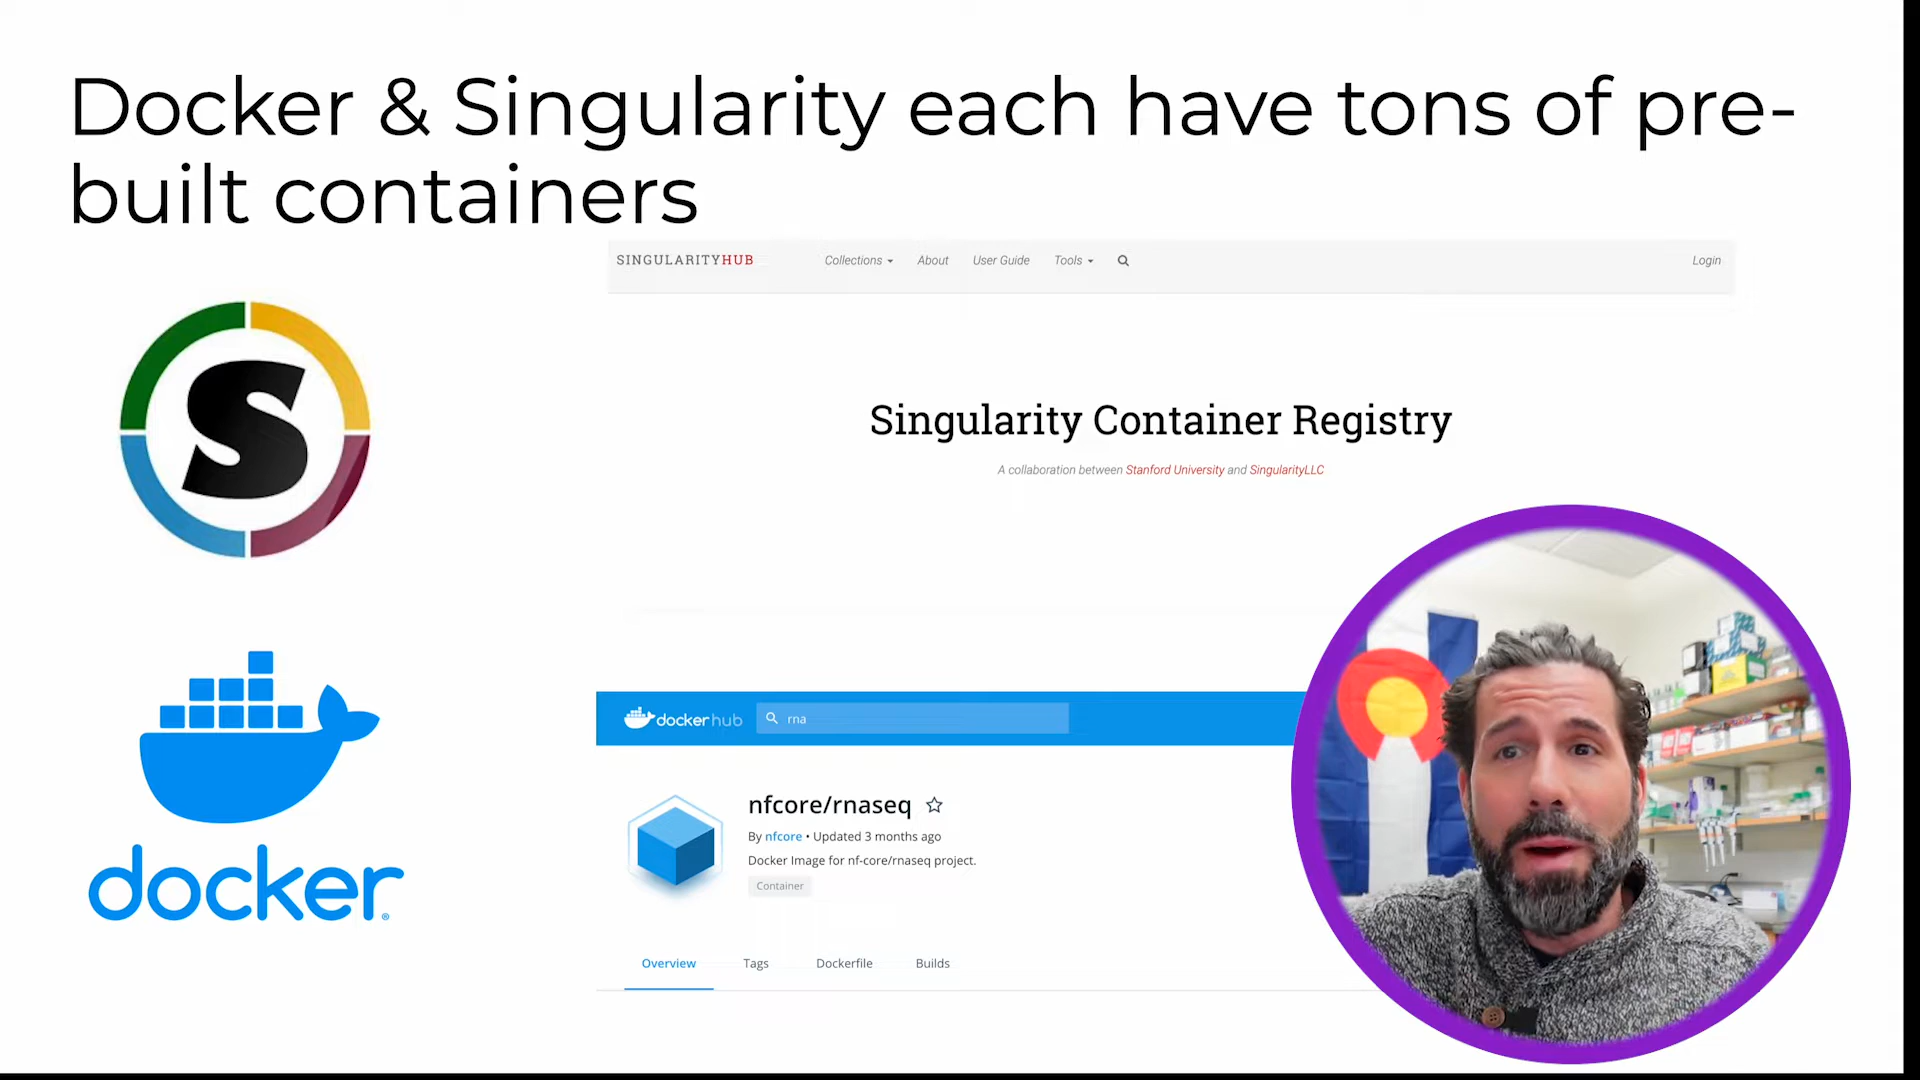 Docker & Singularity each have tons of pre-
built containers
SINGULARITYHUB Collections About User Guide Tools Login
S
Singularity Container Registry
A collaboration between Stanford University and SingularityLLC
dockerhub rna
nfcore/rnaseq
By nfcore • Updated 3 months ago
Docker Image for nf-core/rnaseq project.
Container
docker®
Overview Tags Dockerfile Builds